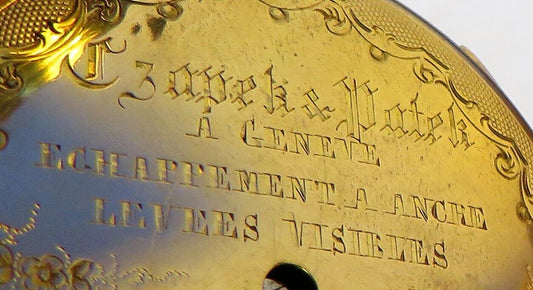 Czapek & Patek
A GENEVE
ECHAPPEMENT A ANCRE
LEVEES VISIBLES